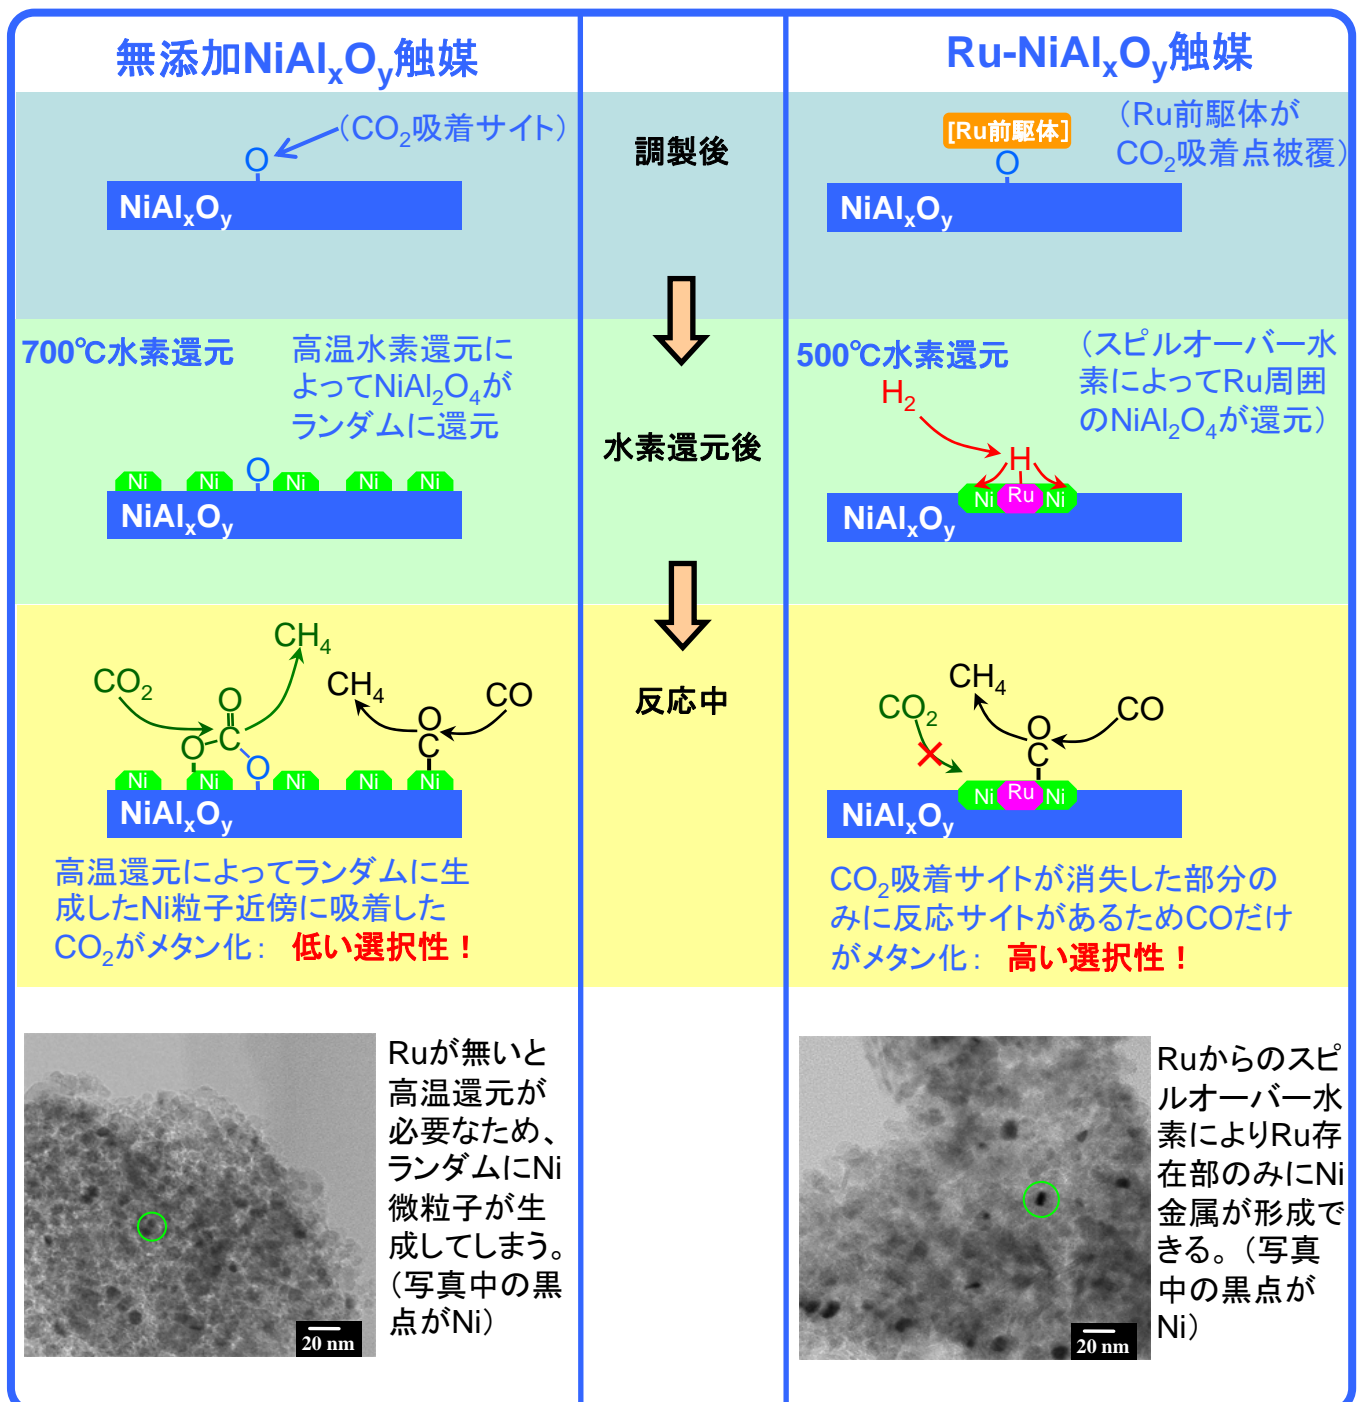 無添加NiAlxOy触媒
Ru-NiAlxOy触媒
調製後
（CO2吸着サイト）
O
NiAlxOy
[Ru前駆体]
（Ru前駆体が
CO2吸着点被覆）
O
NiAlxOy
水素還元後
700℃水素還元
高温水素還元に
よってNiAl2O4が
ランダムに還元
O
Ni Ni Ni Ni Ni
NiAlxOy
500℃水素還元
（スピルオーバー水
素によってRu周囲
のNiAl2O4が還元）
H2
H
Ni Ru Ni
NiAlxOy
反応中
CH4
CO2
O
C
O
O
CH4
CO
O
C
Ni Ni Ni Ni Ni
NiAlxOy
高温還元によってランダムに生
成したNi粒子近傍に吸着した
CO2がメタン化： 低い選択性！
CH4
CO2
CO
O
C
Ni Ru Ni
NiAlxOy
CO2吸着サイトが消失した部分の
みに反応サイトがあるためCOだけ
がメタン化： 高い選択性！
Ruが無いと
高温還元が
必要なため、
ランダムにNi
微粒子が生
成してしまう。
（写真中の黒
点がNi）
20 nm
Ruからのスピ
ルオーバー水
素によりRu存
在部のみにNi
金属が形成で
きる。（写真
中の黒点が
Ni）
20 nm